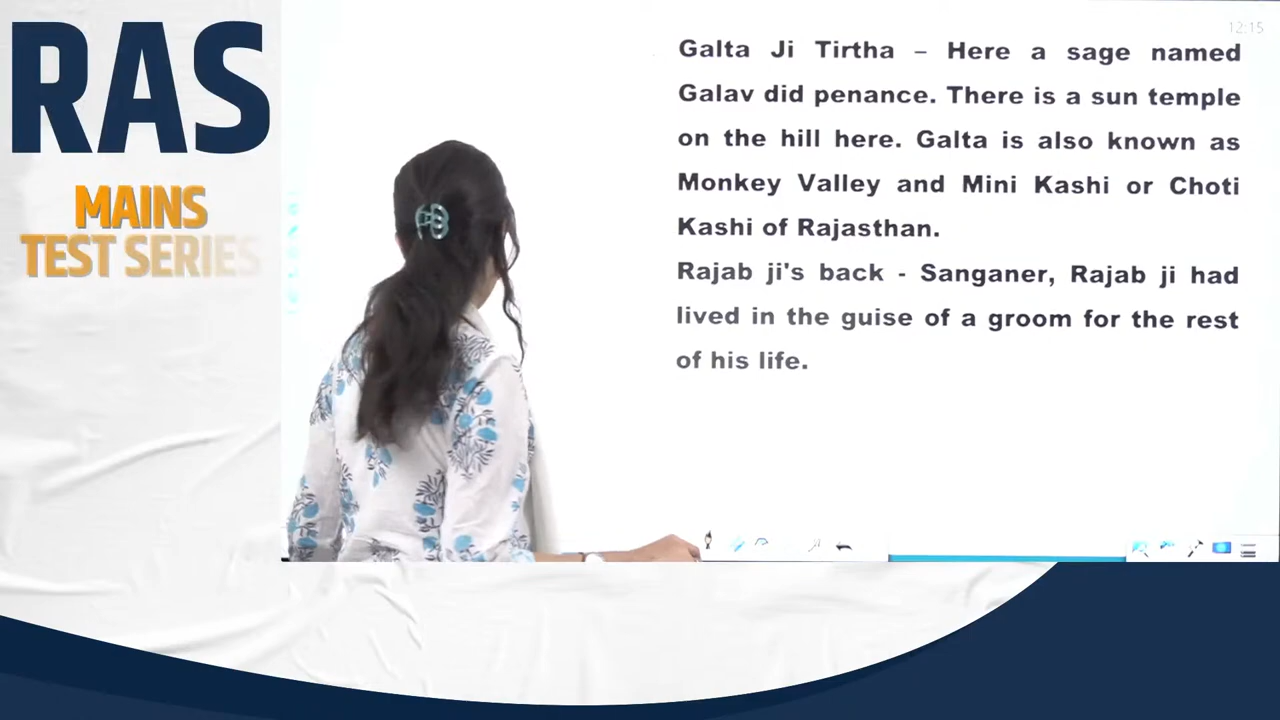 RAS
MAINS
TEST SERIES
12:15
Galta Ji Tirtha – Here a sage named
Galav did penance. There is a sun temple
on the hill here. Galta is also known as
Monkey Valley and Mini Kashi or Choti
Kashi of Rajasthan.
Rajab ji's back - Sanganer, Rajab ji had
lived in the guise of a groom for the rest
of his life.